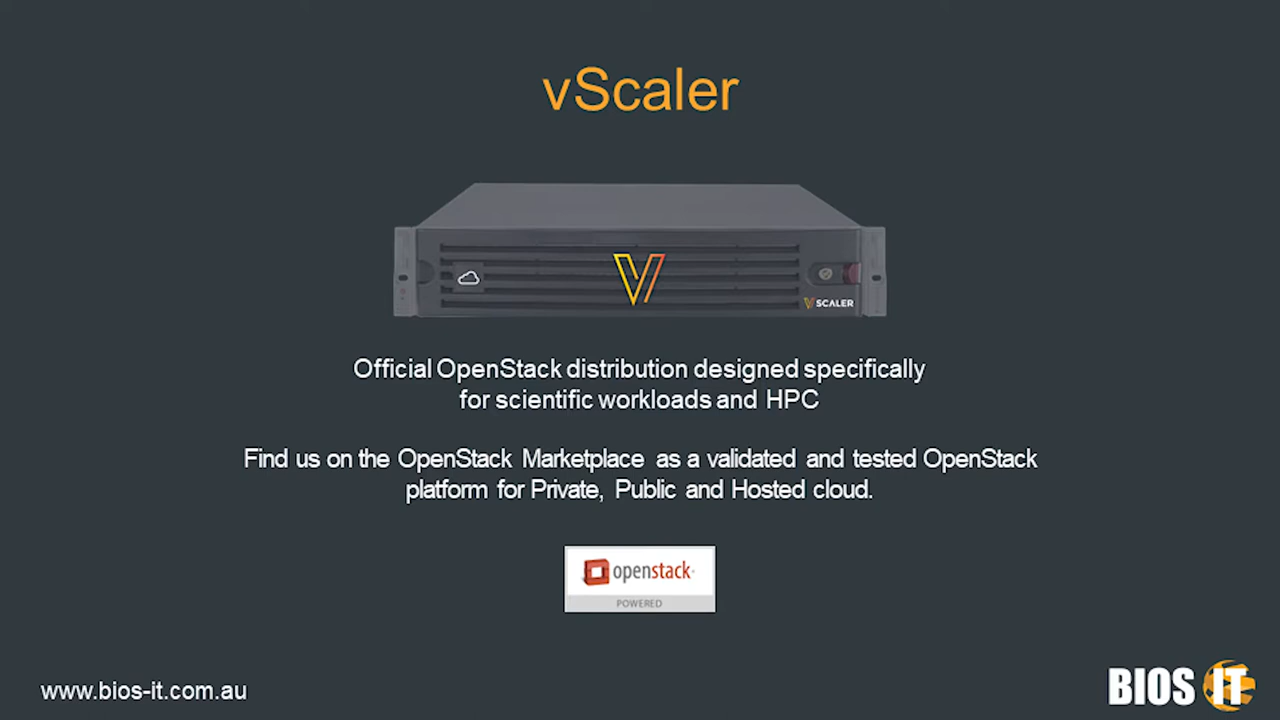 vScaler
V SCALER
Official OpenStack distribution designed specifically
for scientific workloads and HPC
Find us on the OpenStack Marketplace as a validated and tested OpenStack
platform for Private, Public and Hosted cloud.
openstack
POWERED
www.bios-it.com.au
BIOS IT